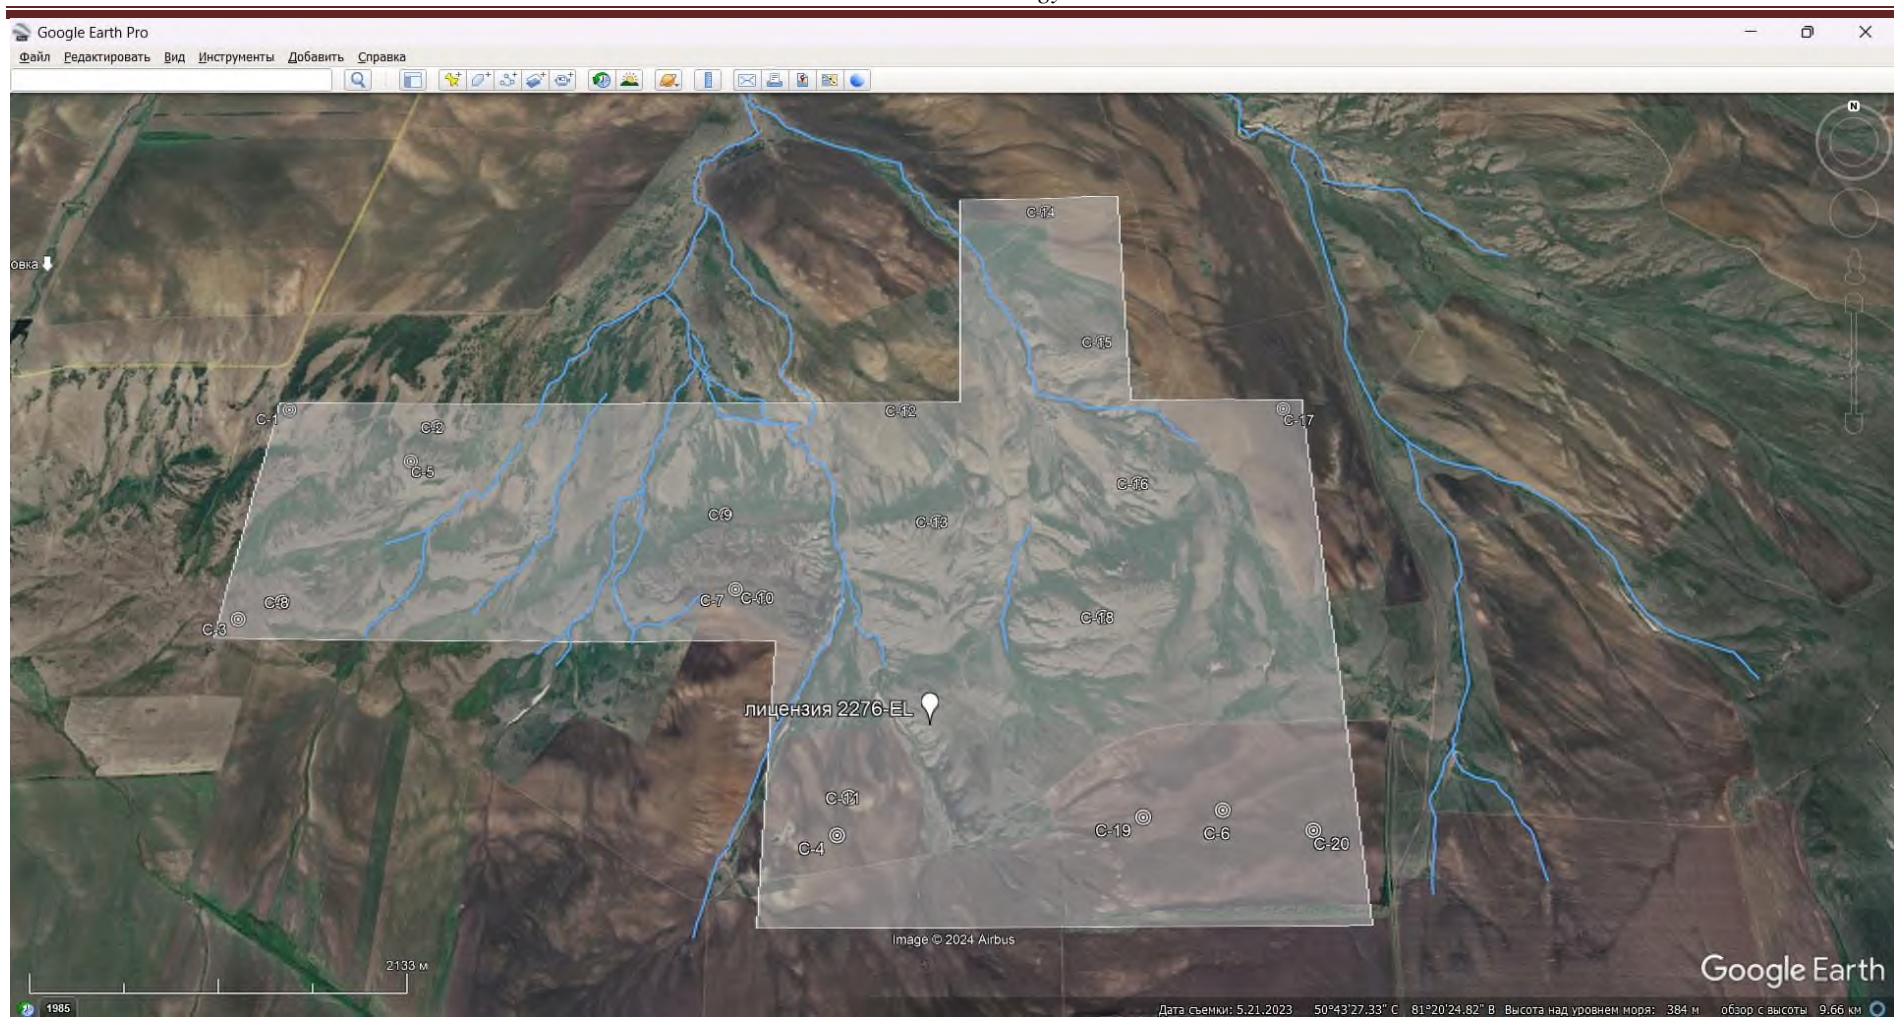 Google Earth Pro
Файл Редактировать Вид Инструменты Добавить Справка
N
C-14
овка
C-15
C-1
C-2
C-12
C-17
C-5
C-16
C-9
C-13
C-8
C-7
C-10
C-3
C-18
лицензия 2276-EL
C-11
C-19
C-6
C-4
C-20
Image © 2024 Airbus
2133 м
Google Earth
1985
Дата съемки: 5.21.2023 50°43'27.33" С 81°20'24.82" В Высота над уровнем моря: 384 м обзор с высоты 9.66 км